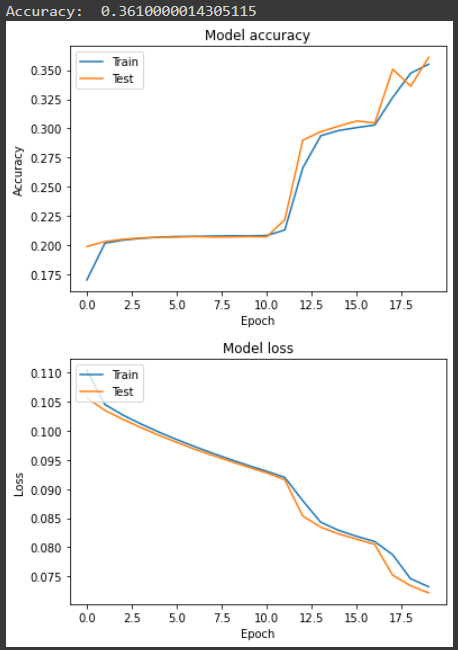 Accuracy:  0.3610000014305115
Model accuracy
Train
Test
0.350
0.325
0.300
0.275
0.250
0.225
0.200
0.175
Accuracy
0.0 2.5 5.0 7.5 10.0 12.5 15.0 17.5
Epoch
Model loss
Train
Test
0.110
0.105
0.100
0.095
0.090
0.085
0.080
0.075
Loss
0.0 2.5 5.0 7.5 10.0 12.5 15.0 17.5
Epoch